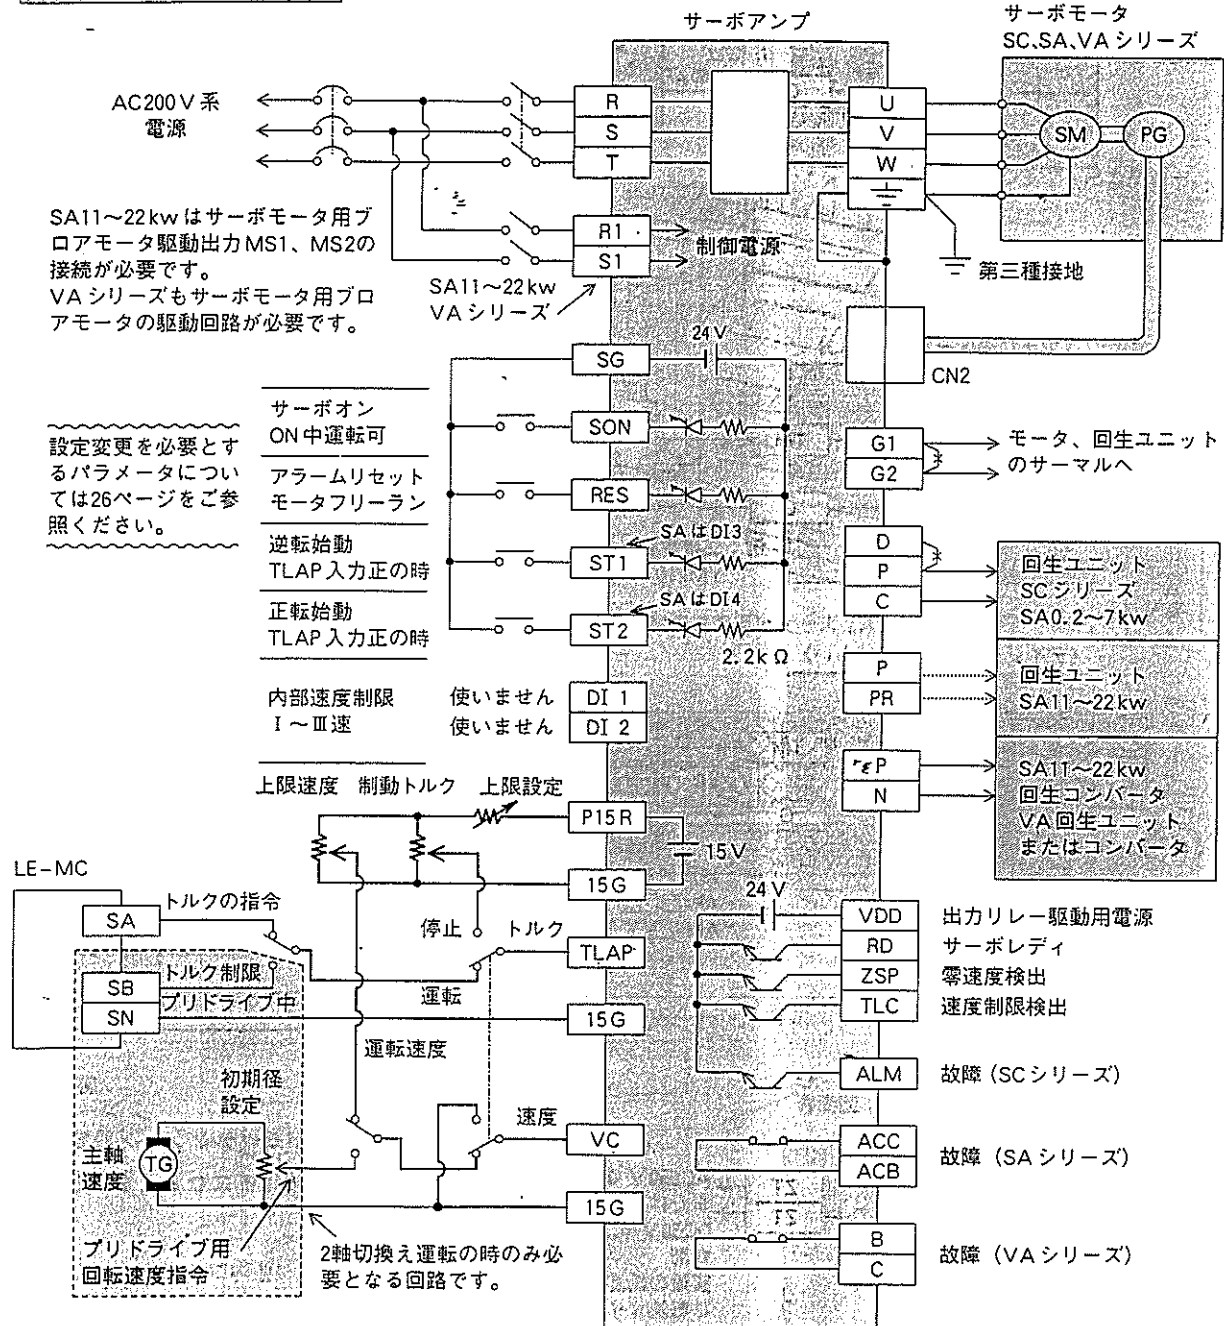 サーボアンプ
サーボモータ
SC,SA,VAシリーズ
AC200V系
電源
R
S
T
U
V
W
SM
PG
SA11〜22kwはサーボモータ用ブ
ロアモータ駆動出力MS1、MS2の
接続が必要です。
VAシリーズもサーボモータ用ブロ
アモータの駆動回路が必要です。
R1
S1
制御電源
第三種接地
SA11〜22kw
VAシリーズ
CN2
24V
SG
サーボオン
ON中運転可
SON
設定変更を必要とす
るパラメータについ
ては26ページをご参
照ください。
アラームリセット
モータフリーラン
RES
逆転始動
TLAP入力正の時
ST1
SAはDI3
正転始動
TLAP入力正の時
ST2
SAはDI4
2.2kΩ
内部速度制限
I〜III速
使いません
DI 1
使いません
DI 2
G1
G2
モータ、回生ユニット
のサーマルへ
D
P
C
回生ユニット
SCシリーズ
SA0.2〜7kw
P
PR
回生ユニット
SA11〜22kw
P
N
SA11〜22kw
回生コンバータ
VA回生ユニット
またはコンバータ
上限速度
制動トルク
上限設定
P15R
15V
15G
LE-MC
SA
トルクの指令
停止
トルク
TLAP
SB
トルク制限
SN
プリドライブ中
運転
15G
運転速度
初期径
設定
速度
VC
主軸
速度
TG
15G
プリドライブ用
回転速度指令
2軸切換え運転の時のみ必
要となる回路です。
24V
VDD
出力リレー駆動用電源
RD
サーボレディ
ZSP
零速度検出
TLC
速度制限検出
ALM
故障(SCシリーズ)
ACC
ACB
故障(SAシリーズ)
B
C
故障(VAシリーズ)